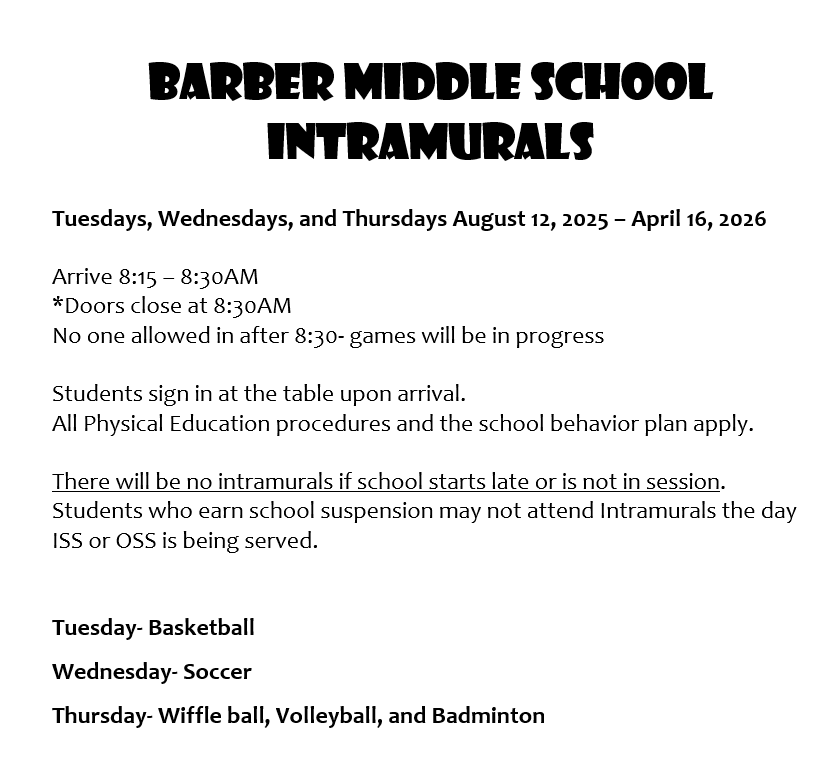 BARBER MIDDLE SCHOOL
INTRAMURALS
Tuesdays, Wednesdays, and Thursdays August 12, 2025 – April 16, 2026
Arrive 8:15 – 8:30AM
*Doors close at 8:30AM
No one allowed in after 8:30- games will be in progress
Students sign in at the table upon arrival.
All Physical Education procedures and the school behavior plan apply.
There will be no intramurals if school starts late or is not in session.
Students who earn school suspension may not attend Intramurals the day
ISS or OSS is being served.
Tuesday- Basketball
Wednesday- Soccer
Thursday- Wiffle ball, Volleyball, and Badminton